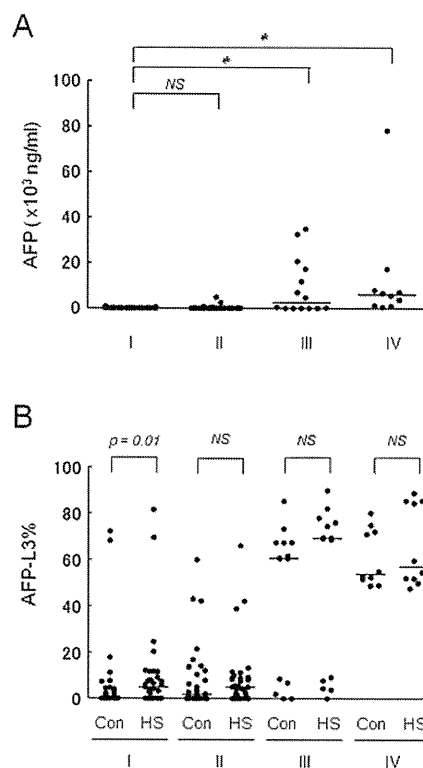 A
*
*
NS
AFP (×10³ ng/ml)
100
80
60
40
20
0
I II III IV
B
p = 0.01 NS NS NS
AFP-L3%
100
80
60
40
20
0
Con HS Con HS Con HS Con HS
I II III IV